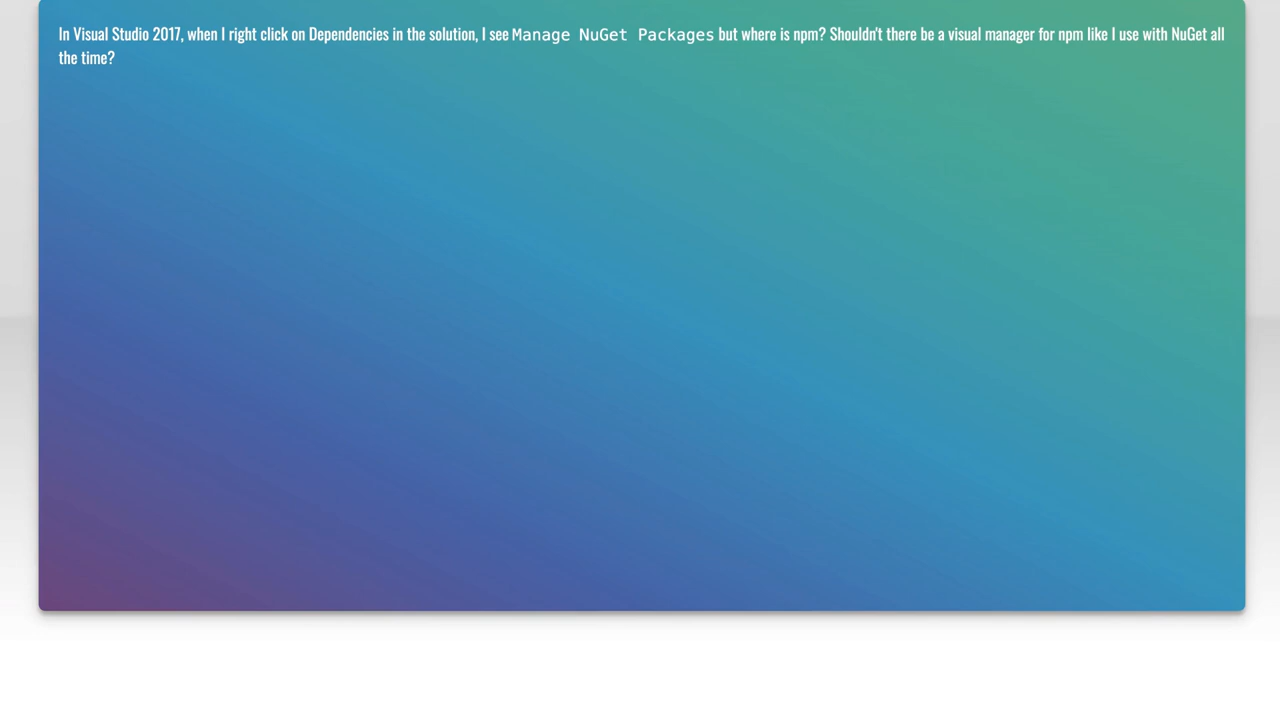 In Visual Studio 2017, when I right click on Dependencies in the solution, I see Manage NuGet Packages but where is npm? Shouldn't there be a visual manager for npm like I use with NuGet all
the time?